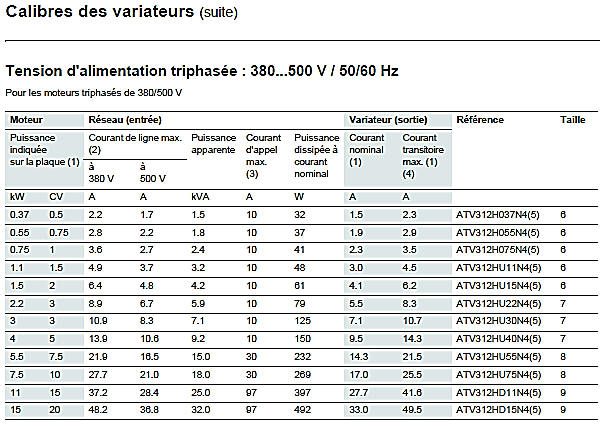 Calibres des variateurs (suite)
Tension d'alimentation triphasée : 380...500 V / 50/60 Hz
Pour les moteurs triphasés de 380/500 V
Moteur Réseau (entrée) Variateur (sortie) Référence Taille
Puissance indiquée sur la plaque (1) Courant de ligne max. (2) Puissance apparente Courant d'appel max. (3) Puissance dissipée à courant nominal Courant nominal (1) Courant transitoire max. (1) (4)
à 380 V à 500 V
kW CV A A kVA A W A A
0.37 0.5 2.2 1.7 1.5 10 32 1.5 2.3 ATV312H037N4(5) 6
0.55 0.75 2.8 2.2 1.8 10 37 1.9 2.9 ATV312H055N4(5) 6
0.75 1 3.6 2.7 2.4 10 41 2.3 3.5 ATV312H075N4(5) 6
1.1 1.5 4.9 3.7 3.2 10 48 3.0 4.5 ATV312HU11N4(5) 6
1.5 2 6.4 4.8 4.2 10 61 4.1 6.2 ATV312HU15N4(5) 6
2.2 3 8.9 6.7 5.9 10 79 5.5 8.3 ATV312HU22N4(5) 7
3 3 10.9 8.3 7.1 10 125 7.1 10.7 ATV312HU30N4(5) 7
4 5 13.9 10.6 9.2 10 150 9.5 14.3 ATV312HU40N4(5) 7
5.5 7.5 21.9 16.5 15.0 30 232 14.3 21.5 ATV312HU55N4(5) 8
7.5 10 27.7 21.0 18.0 30 269 17.0 25.5 ATV312HU75N4(5) 8
11 15 37.2 28.4 25.0 97 397 27.7 41.6 ATV312HD11N4(5) 9
15 20 48.2 36.8 32.0 97 492 33.0 49.5 ATV312HD15N4(5) 9